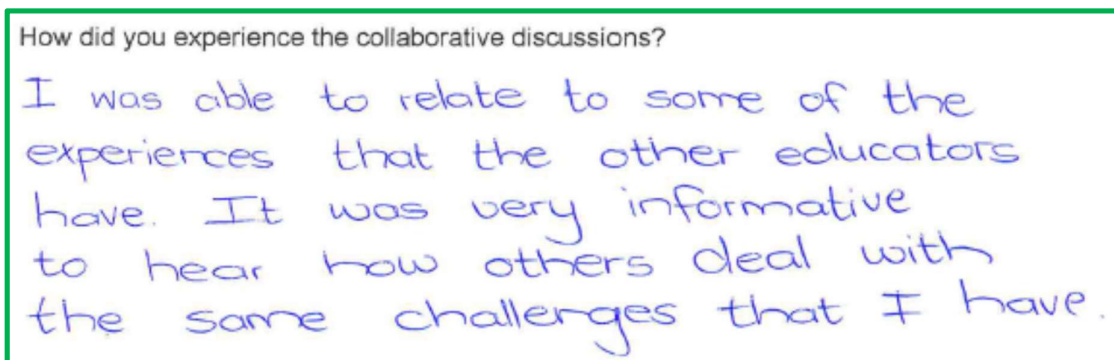 How did you experience the collaborative discussions?
I was able to relate to some of the
experiences that the other educators
have. It was very informative
to hear how others deal with
the same challenges that I have.